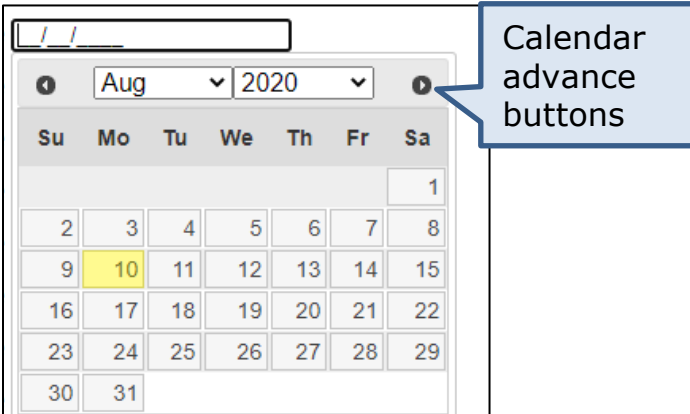 __/__/____
Aug 2020
Su Mo Tu We Th Fr Sa
1
2 3 4 5 6 7 8
9 10 11 12 13 14 15
16 17 18 19 20 21 22
23 24 25 26 27 28 29
30 31
Calendar
advance
buttons